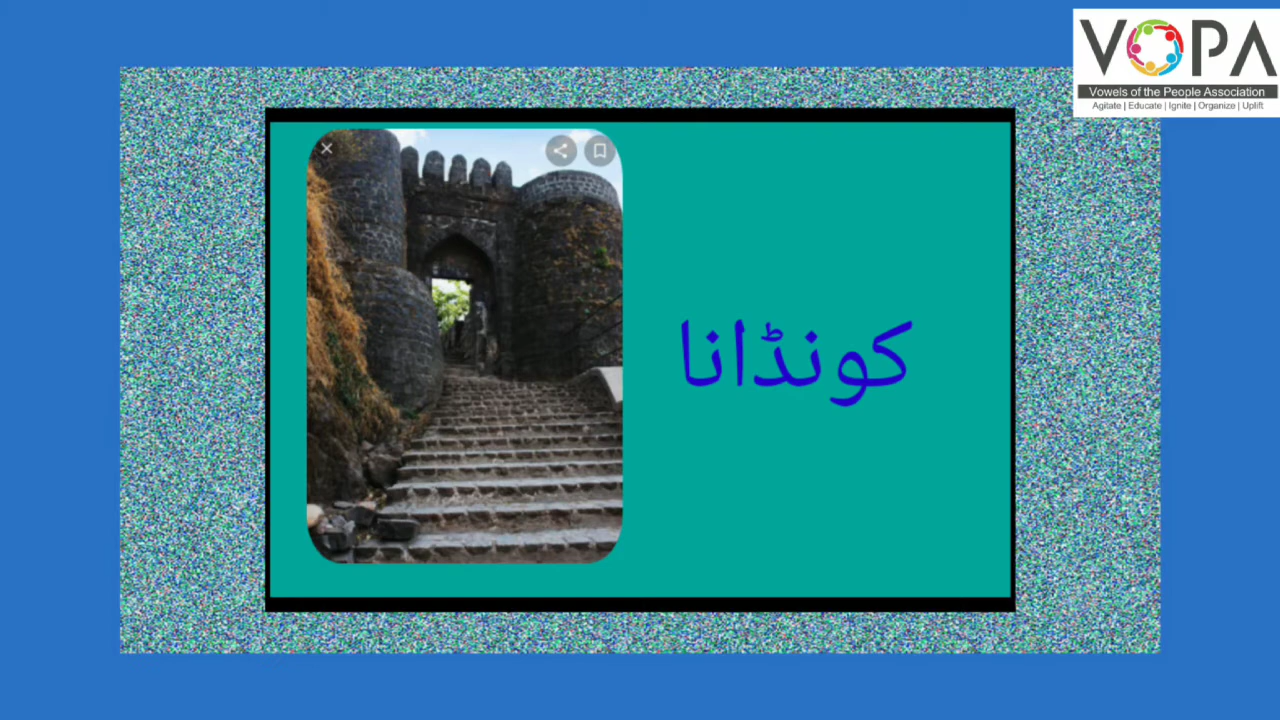 VOPA
Vowels of the People Association
Agitate | Educate | Ignite | Organize | Uplift
کونڈانا